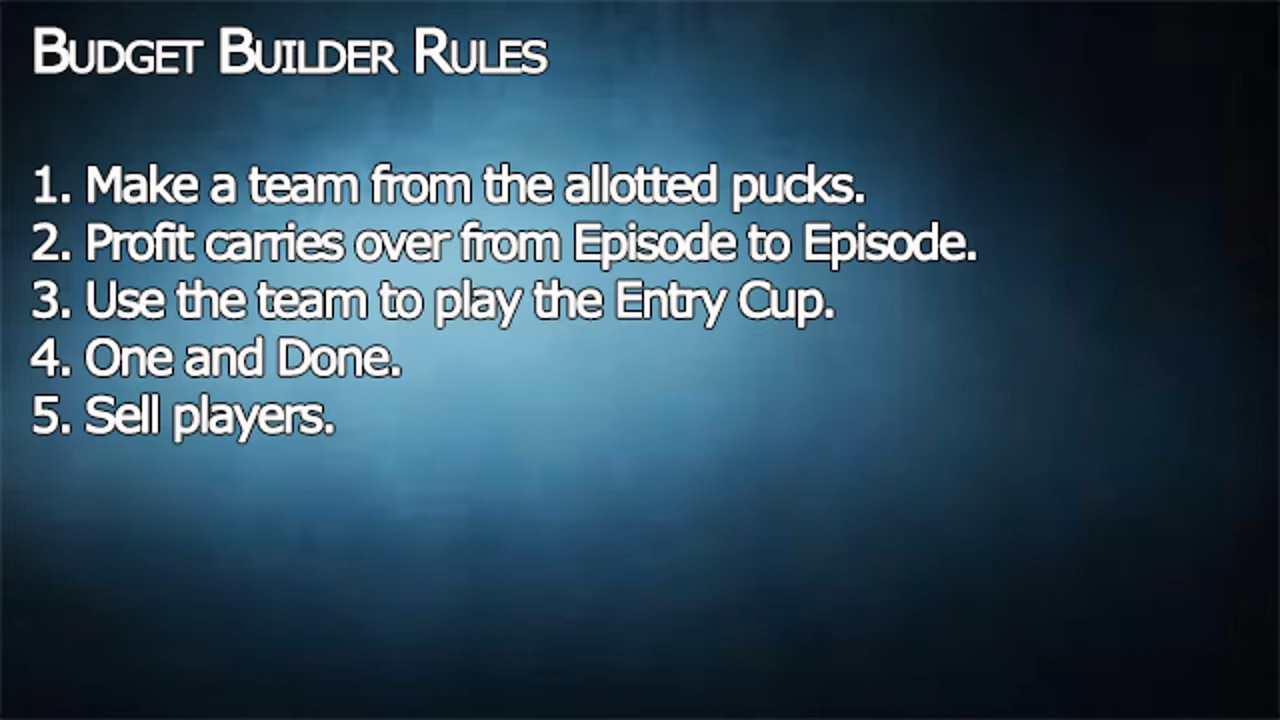 Budget Builder Rules
1. Make a team from the allotted pucks.
2. Profit carries over from Episode to Episode.
3. Use the team to play the Entry Cup.
4. One and Done.
5. Sell players.